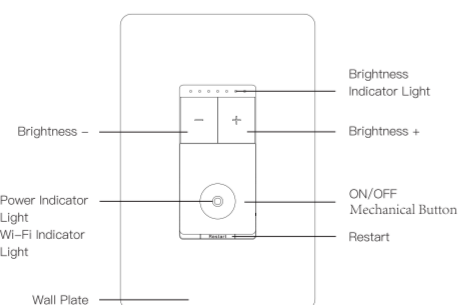 Brightness
Indicator Light
−
+
Brightness −
Brightness +
Power Indicator
Light
Wi−Fi Indicator
Light
ON/OFF
Mechanical Button
Restart
Restart
Wall Plate